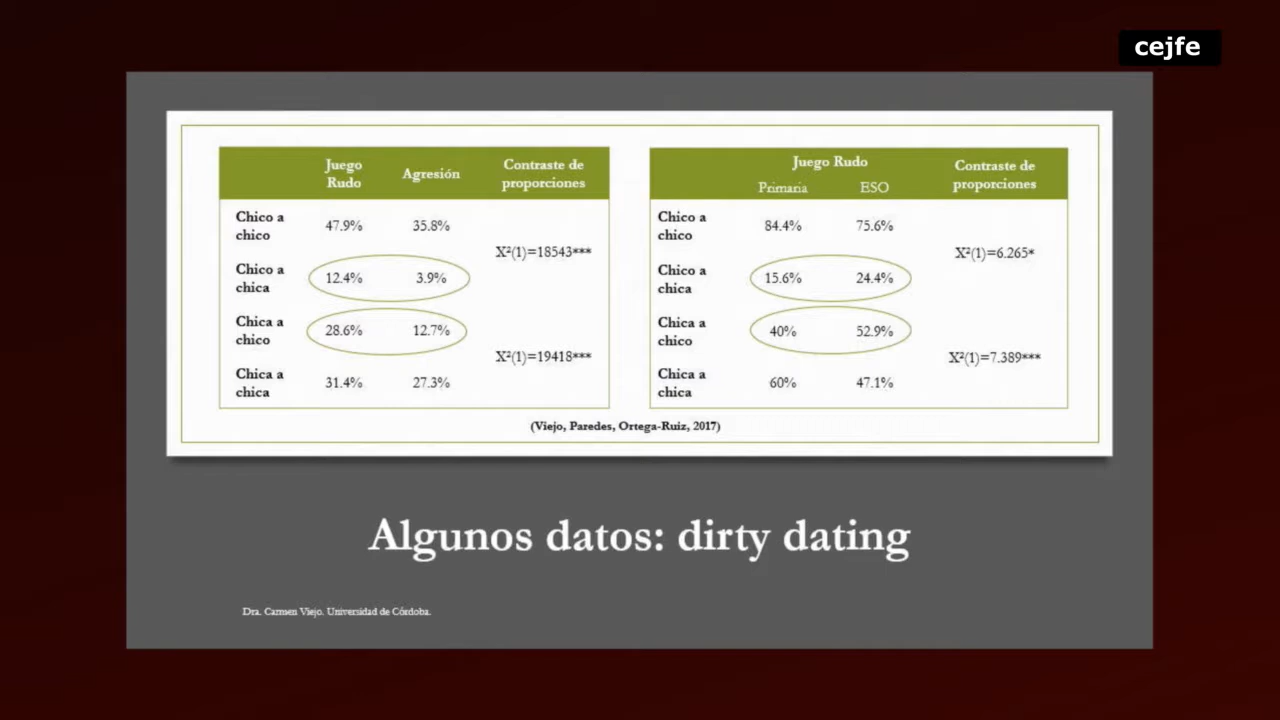 cejfe
Juego Rudo Agresión Contraste de proporciones
Chico a chico 47.9% 35.8%
X²(1)=18543***
Chico a chica 12.4% 3.9%
Chica a chico 28.6% 12.7%
X²(1)=19418***
Chica a chica 31.4% 27.3%
Juego Rudo Contraste de proporciones
Primaria ESO
Chico a chico 84.4% 75.6%
X²(1)=6.265*
Chico a chica 15.6% 24.4%
Chica a chico 40% 52.9%
X²(1)=7.389***
Chica a chica 60% 47.1%
(Viejo, Paredes, Ortega-Ruiz, 2017)
Algunos datos: dirty dating
Dra. Carmen Viejo. Universidad de Córdoba.